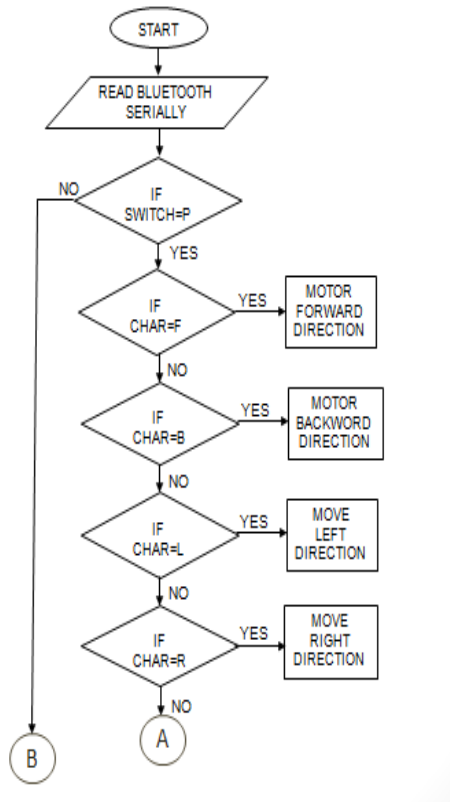 START
READ BLUETOOTH
SERIALLY
NO
IF
SWITCH=P
YES
IF
CHAR=F
YES
MOTOR
FORWARD
DIRECTION
NO
IF
CHAR=B
YES
MOTOR
BACKWORD
DIRECTION
NO
IF
CHAR=L
YES
MOVE
LEFT
DIRECTION
NO
IF
CHAR=R
YES
MOVE
RIGHT
DIRECTION
NO
A
B